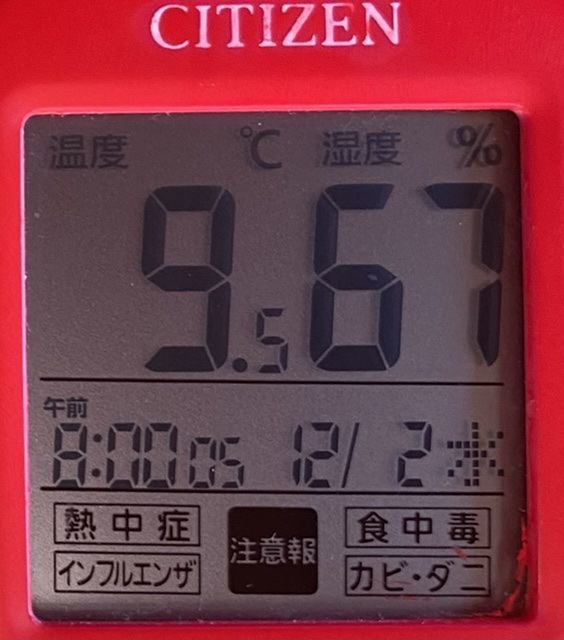 CITIZEN
温度 ℃ 湿度 %
9.5 67
午前
8:00 05 12/ 2 水
熱中症 注意報 食中毒
インフルエンザ カビ・ダニ